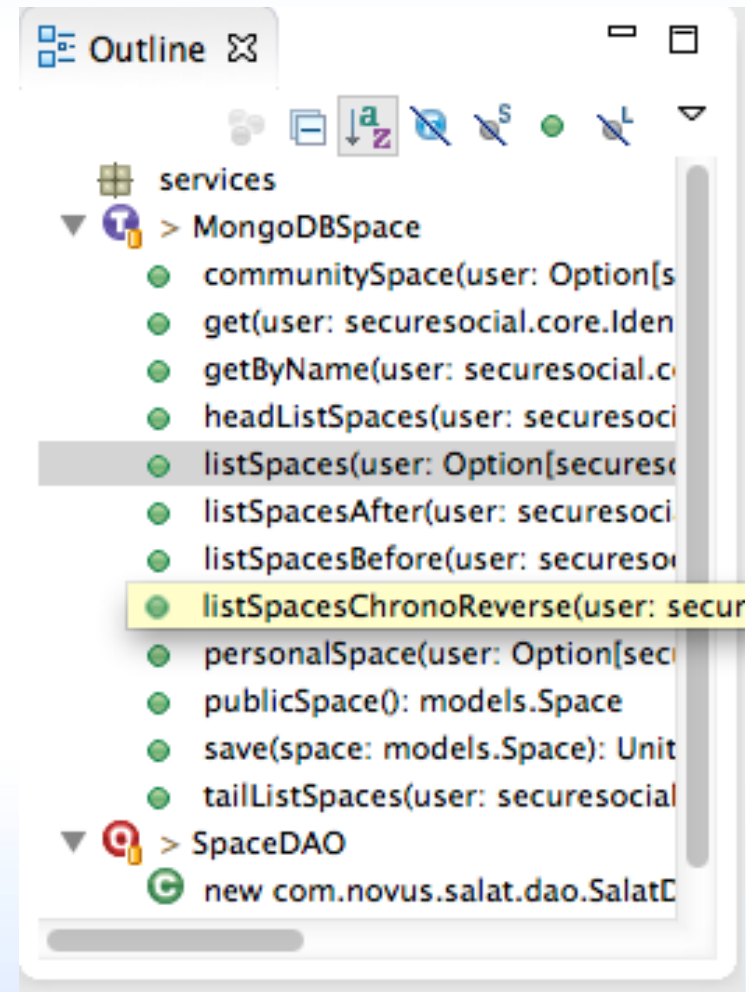 Outline
services
> MongoDBSpace
communitySpace(user: Option[s
get(user: securesocial.core.Iden
getByName(user: securesocial.c
headListSpaces(user: securesoci
listSpaces(user: Option[secureso
listSpacesAfter(user: securesoci
listSpacesBefore(user: secureso
listSpacesChronoReverse(user: secur
personalSpace(user: Option[secu
publicSpace(): models.Space
save(space: models.Space): Unit
tailListSpaces(user: securesocial
> SpaceDAO
new com.novus.salat.dao.SalatD